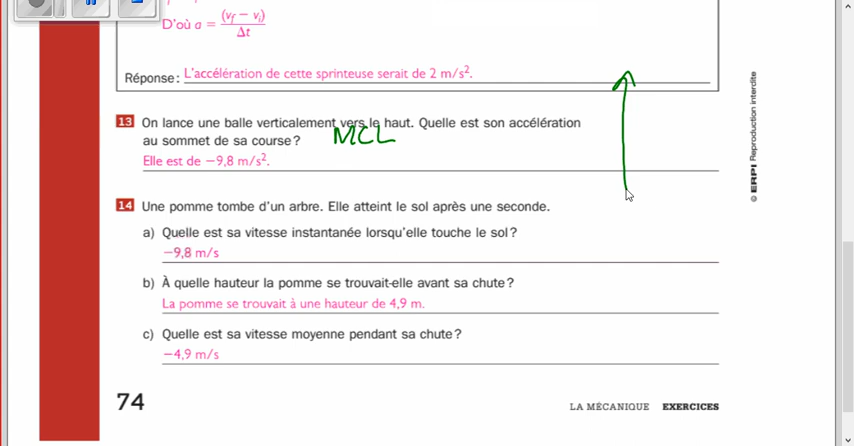 D'où a = (vf − vi) / Δt
Réponse : L'accélération de cette sprinteuse serait de 2 m/s².
13 On lance une balle verticalement vers le haut. Quelle est son accélération
au sommet de sa course ?
MCL
Elle est de −9,8 m/s².
14 Une pomme tombe d'un arbre. Elle atteint le sol après une seconde.
a) Quelle est sa vitesse instantanée lorsqu'elle touche le sol ?
−9,8 m/s
b) À quelle hauteur la pomme se trouvait-elle avant sa chute ?
La pomme se trouvait à une hauteur de 4,9 m.
c) Quelle est sa vitesse moyenne pendant sa chute ?
−4,9 m/s
74
LA MÉCANIQUE EXERCICES
© ERPI Reproduction interdite